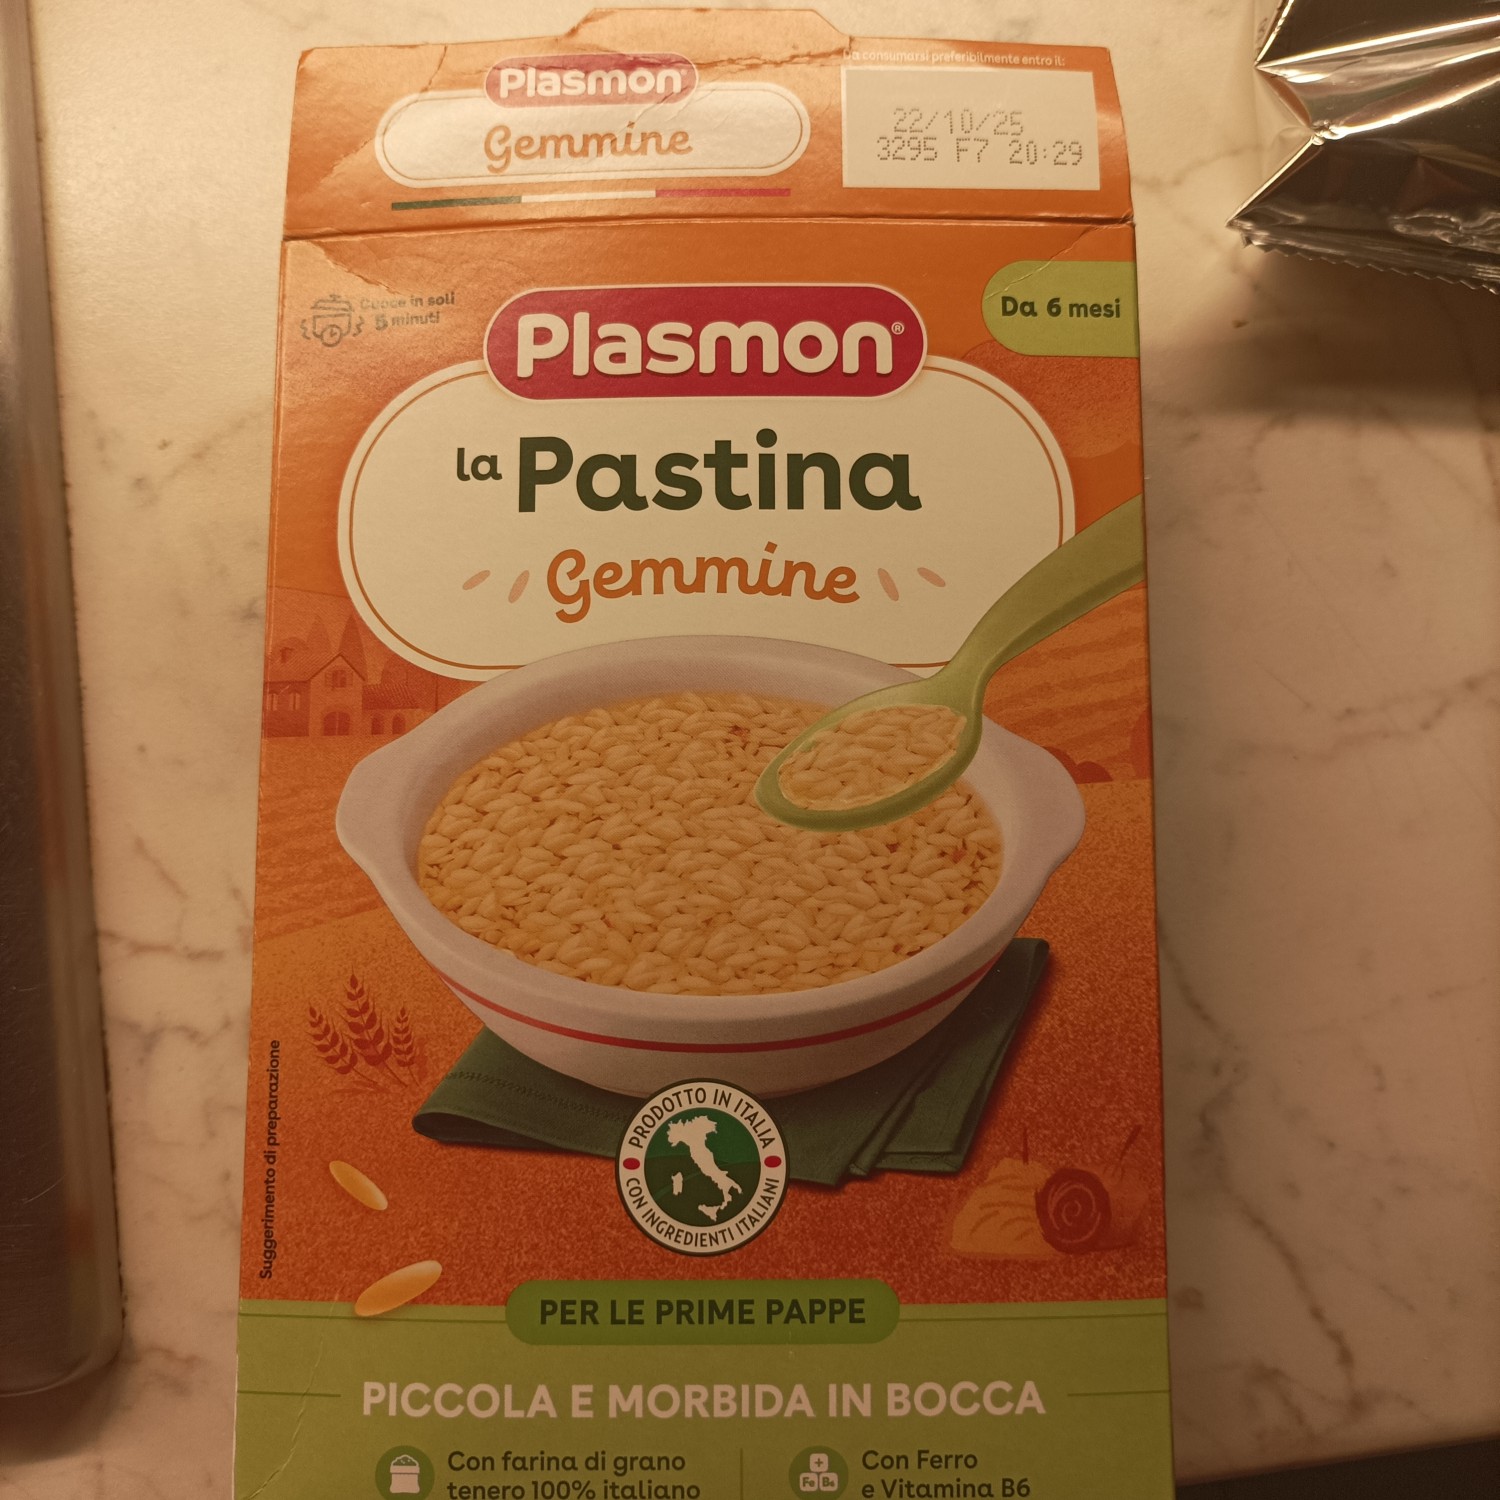 Da consumarsi preferibilmente entro il:
Plasmon®
Gemmine
22/10/25
3295 F7 20:29
Cuoce in soli
5 minuti
Da 6 mesi
Plasmon®
la Pastina
Gemmine
Suggerimento di preparazione
PRODOTTO IN ITALIA
CON INGREDIENTI ITALIANI
PER LE PRIME PAPPE
PICCOLA E MORBIDA IN BOCCA
Con farina di grano
tenero 100% italiano
Fe B6
Con Ferro
e Vitamina B6